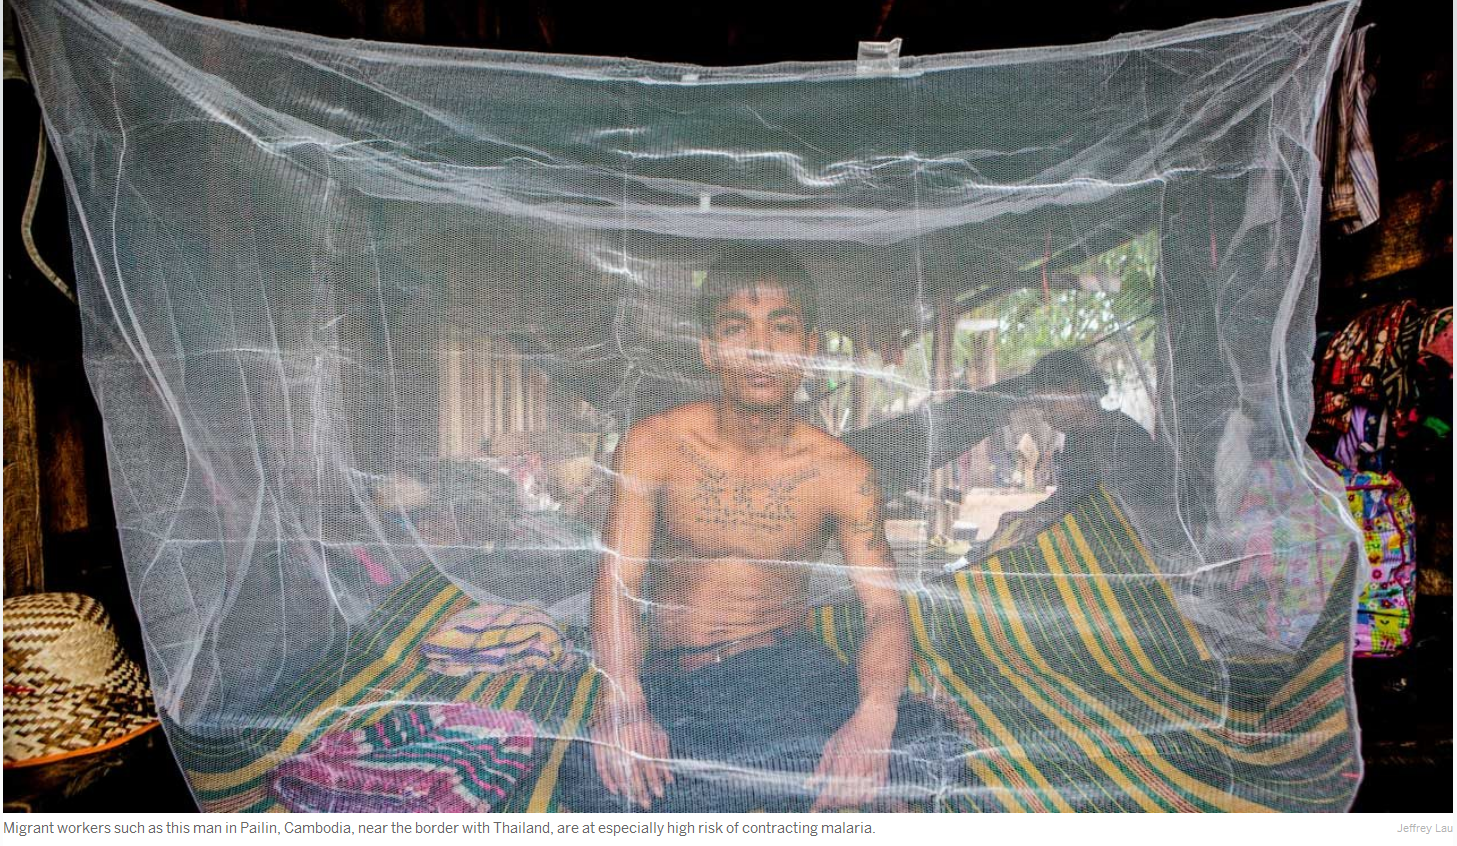 Migrant workers such as this man in Pailin, Cambodia, near the border with Thailand, are at especially high risk of contracting malaria.
Jeffrey Lau